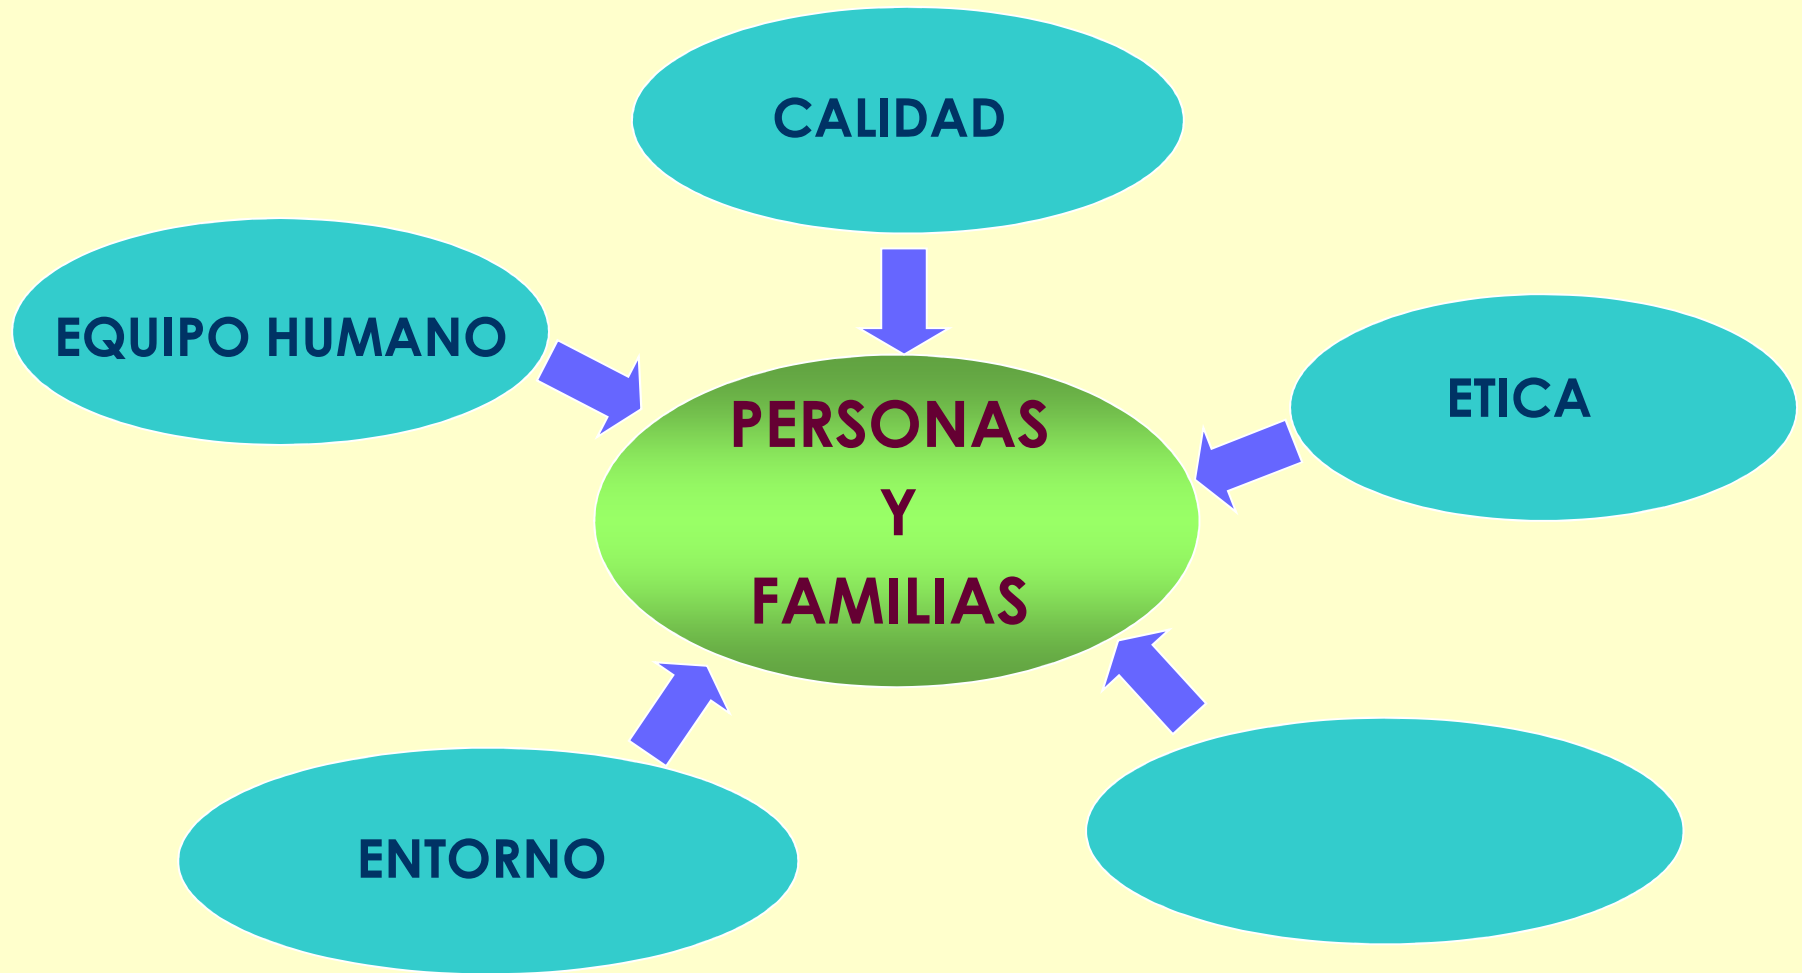 CALIDAD
EQUIPO HUMANO
ETICA
PERSONAS
Y
FAMILIAS
ENTORNO